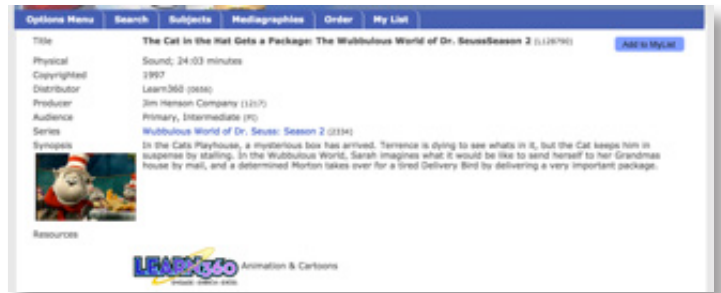 Options Menu Search Subjects Mediagraphies Order My List
Title The Cat in the Hat Gets a Package: The Wubbulous World of Dr. SeussSeason 2 (L128790) Add to MyList
Physical Sound; 24:03 minutes
Copyrighted 1997
Distributor Learn360 (0656)
Producer Jim Henson Company (1217)
Audience Primary, Intermediate (PI)
Series Wubbulous World of Dr. Seuss: Season 2 (2334)
Synopsis In the Cats Playhouse, a mysterious box has arrived. Terrence is dying to see whats in it, but the Cat keeps him in
suspense by stalling. In the Wubbulous World, Sarah imagines what it would be like to send herself to her Grandmas
house by mail, and a determined Morton takes over for a tired Delivery Bird by delivering a very important package.
Resources
LEARN360 Animation & Cartoons